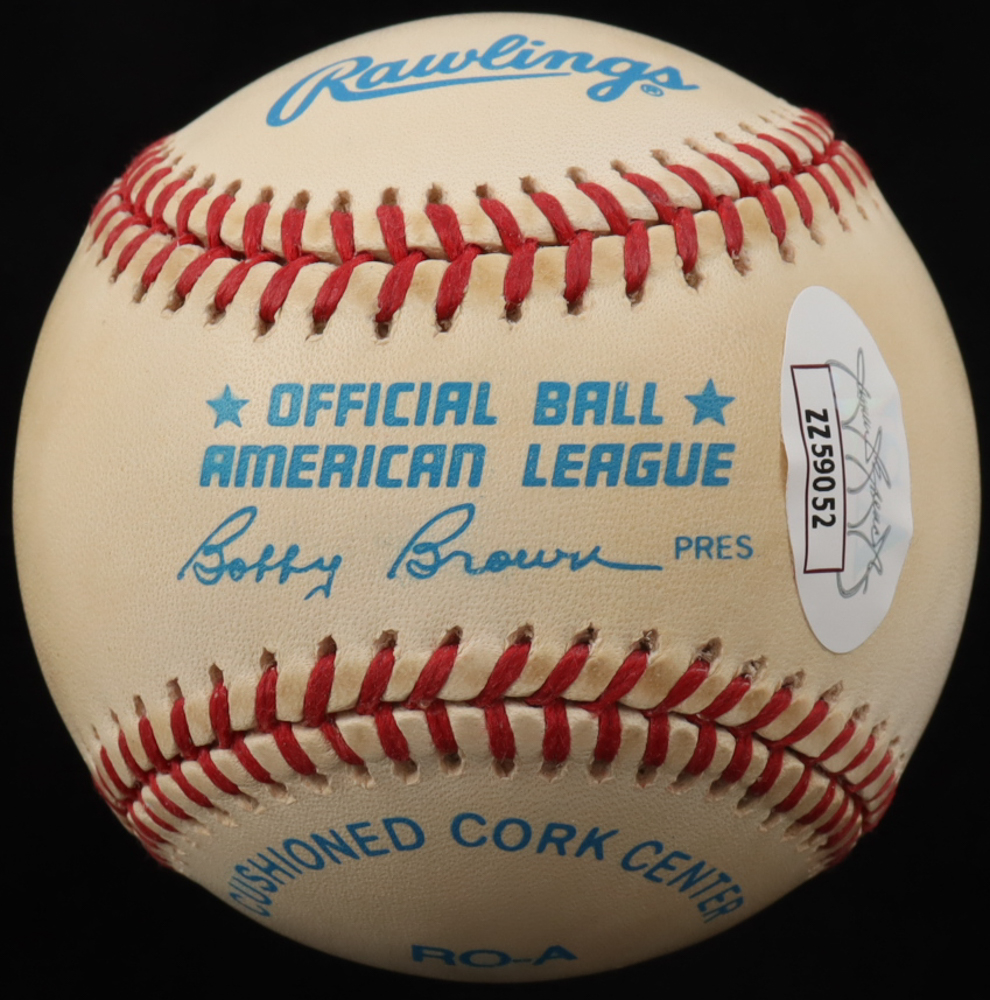 Rawlings®
★ OFFICIAL BALL ★
AMERICAN LEAGUE
Bobby Brown PRES
ZZ59052
CUSHIONED CORK CENTER
RO-A